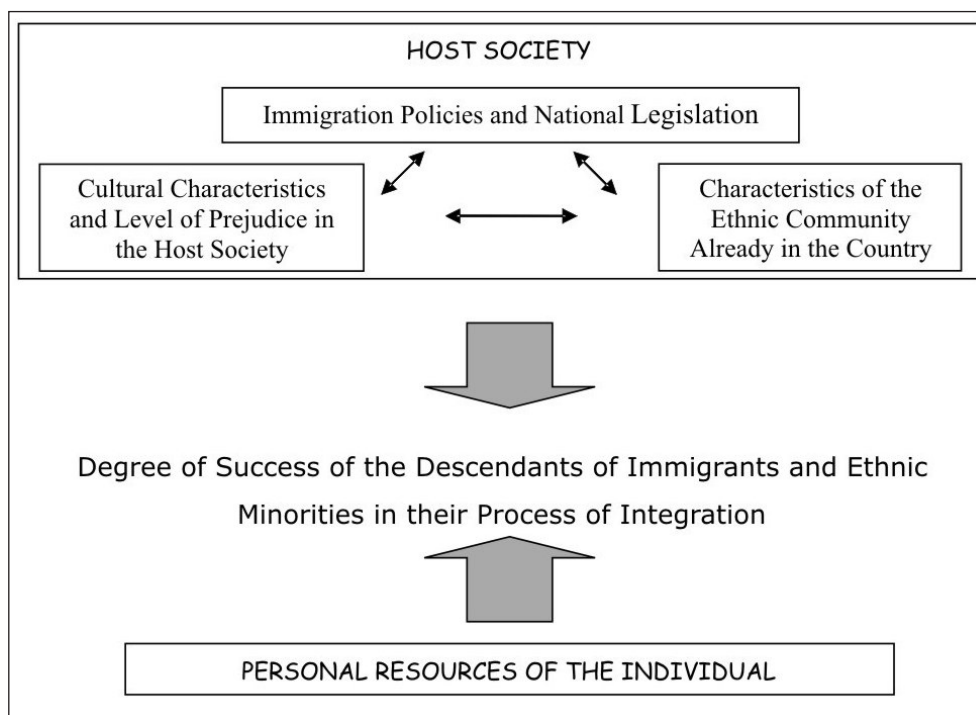 HOST SOCIETY
Immigration Policies and National Legislation
Cultural Characteristics
and Level of Prejudice in
the Host Society
Characteristics of the
Ethnic Community
Already in the Country
Degree of Success of the Descendants of Immigrants and Ethnic
Minorities in their Process of Integration
PERSONAL RESOURCES OF THE INDIVIDUAL